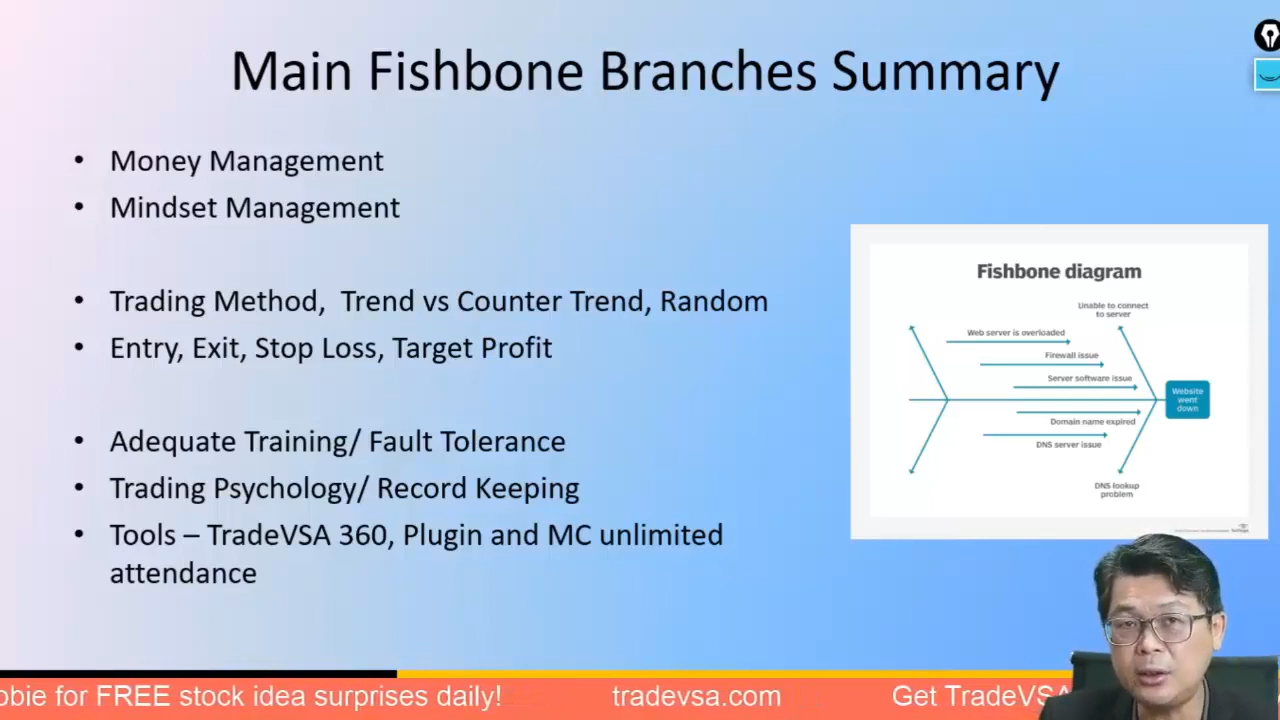 Main Fishbone Branches Summary
• Money Management
• Mindset Management
• Trading Method, Trend vs Counter Trend, Random
• Entry, Exit, Stop Loss, Target Profit
• Adequate Training/ Fault Tolerance
• Trading Psychology/ Record Keeping
• Tools – TradeVSA 360, Plugin and MC unlimited
attendance
Fishbone diagram
Unable to connect
to server
Web server is overloaded
Firewall issue
Server software issue
Website
went
down
Domain name expired
DNS server issue
DNS lookup
problem
for FREE stock idea surprises daily!
tradevsa.com
Get TradeVSA